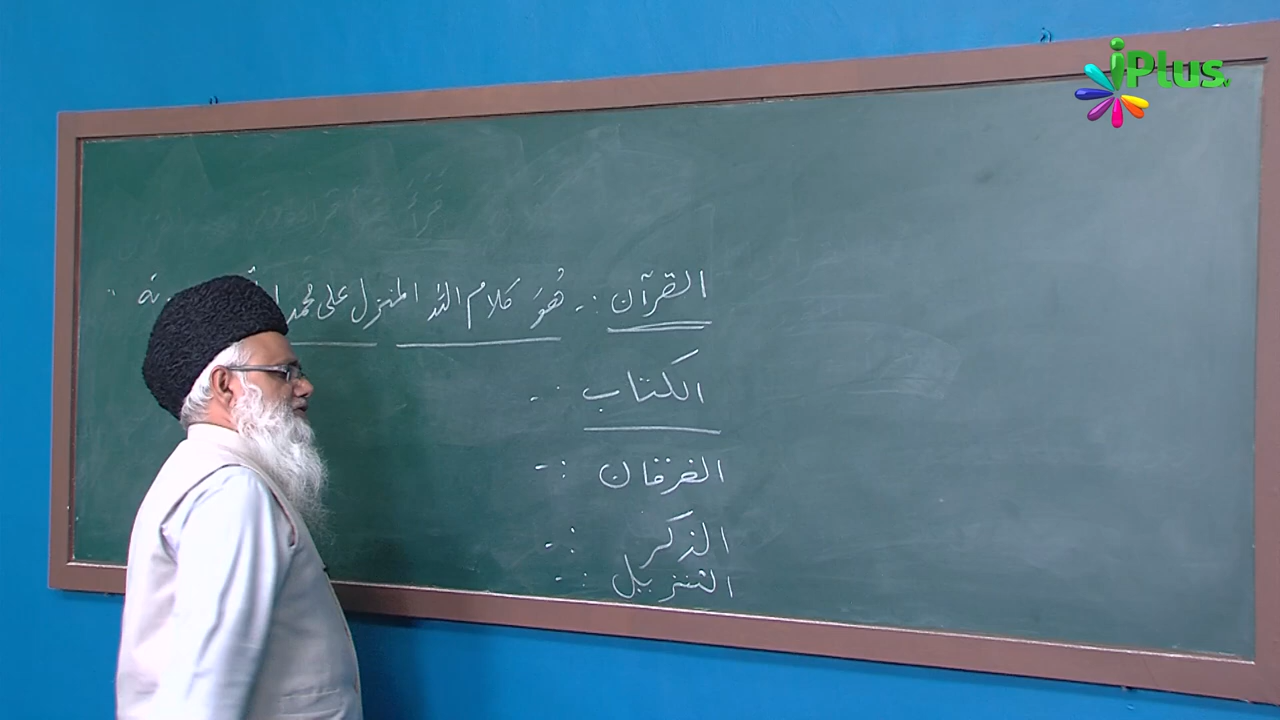 iPlus
القرآن :- هُوَ كلام الله المنزل على محمد
الكتاب :-
الفرقان :-
الذكر :-
التنزيل :-